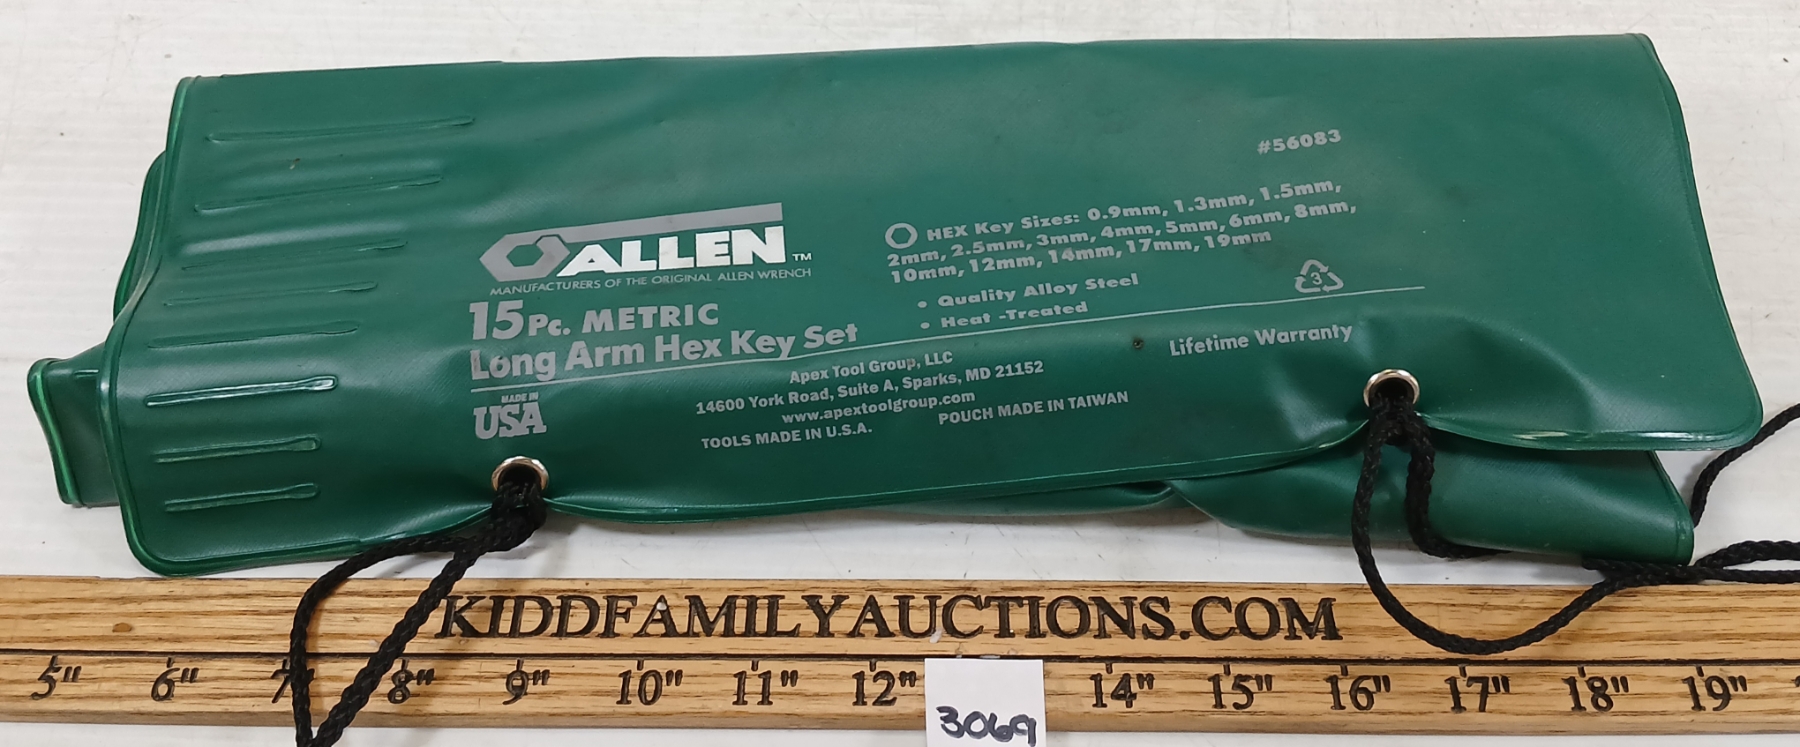 #56083
ALLEN™
MANUFACTURERS OF THE ORIGINAL ALLEN WRENCH
15Pc. METRIC
Long Arm Hex Key Set
HEX Key Sizes: 0.9mm, 1.3mm, 1.5mm,
2mm, 2.5mm, 3mm, 4mm, 5mm, 6mm, 8mm,
10mm, 12mm, 14mm, 17mm, 19mm
• Quality Alloy Steel
• Heat -Treated
3
Lifetime Warranty
MADE IN
USA
Apex Tool Group, LLC
14600 York Road, Suite A, Sparks, MD 21152
www.apextoolgroup.com
TOOLS MADE IN U.S.A.
POUCH MADE IN TAIWAN
KIDDFAMILYAUCTIONS.COM
5" 6" 7" 8" 9" 10" 11" 12" 14" 15" 16" 17" 18" 19"
3069